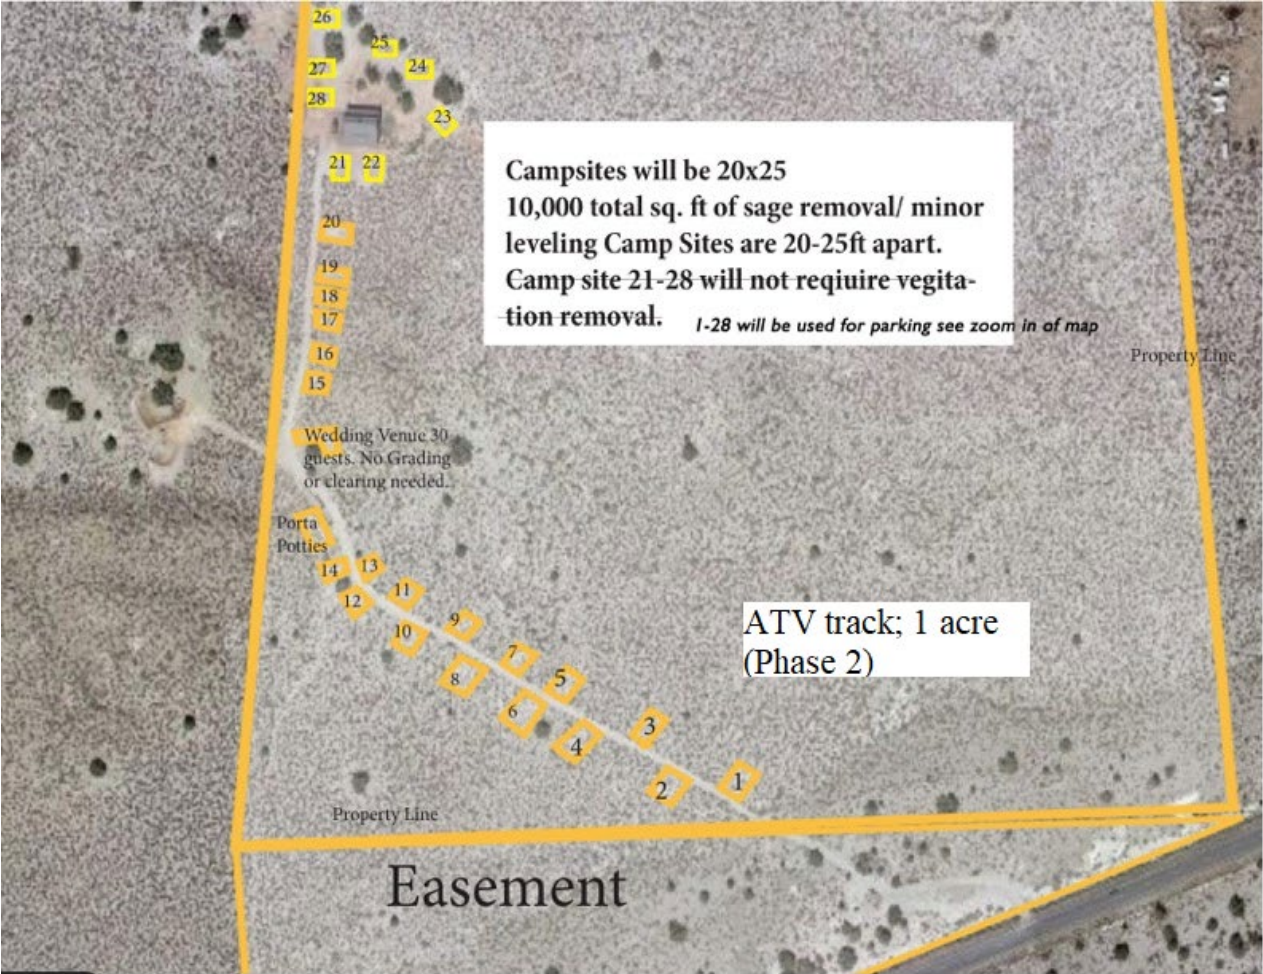 26
25
24
27
28
23
21
22
Campsites will be 20x25
10,000 total sq. ft of sage removal/ minor
leveling Camp Sites are 20-25ft apart.
Camp site 21-28 will not reqiuire vegita-
tion removal.
1-28 will be used for parking see zoom in of map
20
19
18
17
16
15
Property Line
Wedding Venue 30
guests. No Grading
or clearing needed.
Porta
Potties
14
13
12
11
10
9
8
7
6
5
4
3
2
1
ATV track; 1 acre
(Phase 2)
Property Line
Easement